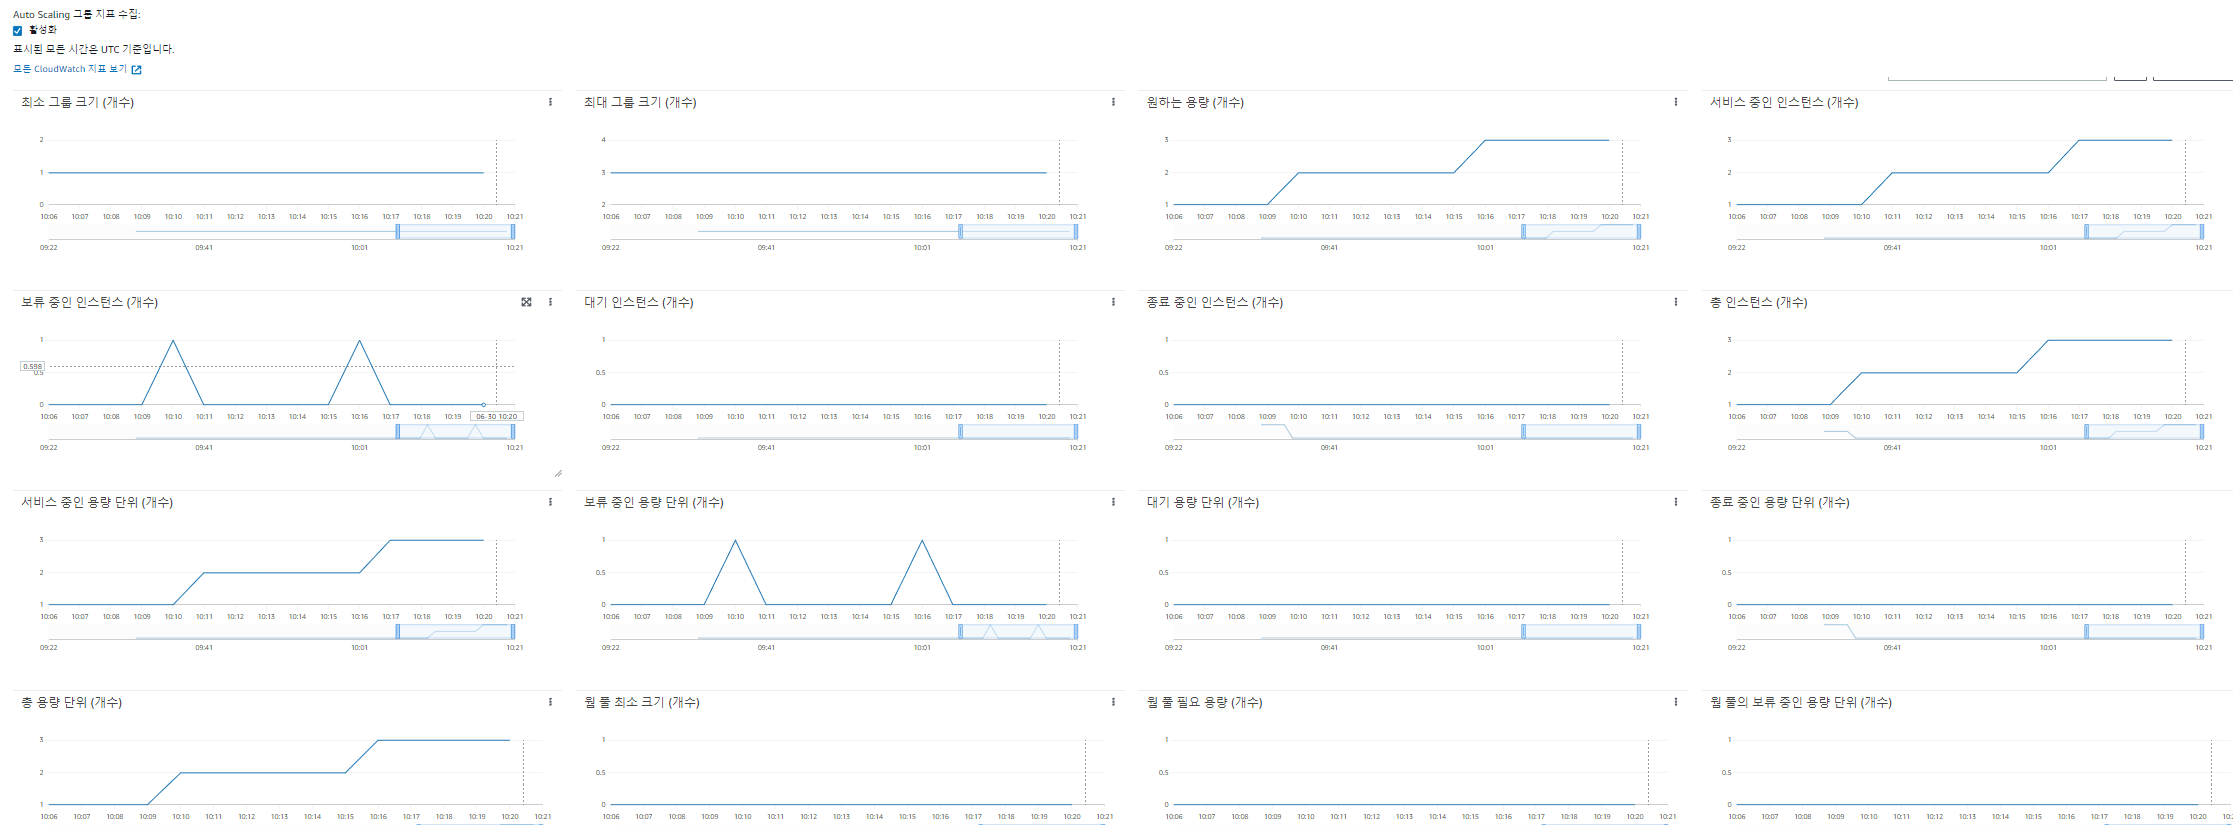 Auto Scaling 그룹 지표 수집:
활성화
표시된 모든 시간은 UTC 기준입니다.
모든 CloudWatch 지표 보기
최소 그룹 크기 (개수)
2
1
0
10:06 10:07 10:08 10:09 10:10 10:11 10:12 10:13 10:14 10:15 10:16 10:17 10:18 10:19 10:20 10:21
09:22 09:41 10:01 10:21
최대 그룹 크기 (개수)
4
3
2
10:06 10:07 10:08 10:09 10:10 10:11 10:12 10:13 10:14 10:15 10:16 10:17 10:18 10:19 10:20 10:21
09:22 09:41 10:01 10:21
원하는 용량 (개수)
3
2
1
10:06 10:07 10:08 10:09 10:10 10:11 10:12 10:13 10:14 10:15 10:16 10:17 10:18 10:19 10:20 10:21
09:22 09:41 10:01 10:21
서비스 중인 인스턴스 (개수)
3
2
1
10:06 10:07 10:08 10:09 10:10 10:11 10:12 10:13 10:14 10:15 10:16 10:17 10:18 10:19 10:20 10:21
09:22 09:41 10:01 10:21
보류 중인 인스턴스 (개수)
1
0.598
0.5
0
10:06 10:07 10:08 10:09 10:10 10:11 10:12 10:13 10:14 10:15 10:16 10:17 10:18 10:19 06-30 10:20
09:22 09:41 10:01 10:21
대기 인스턴스 (개수)
1
0.5
0
10:06 10:07 10:08 10:09 10:10 10:11 10:12 10:13 10:14 10:15 10:16 10:17 10:18 10:19 10:20 10:21
09:22 09:41 10:01 10:21
종료 중인 인스턴스 (개수)
1
0.5
0
10:06 10:07 10:08 10:09 10:10 10:11 10:12 10:13 10:14 10:15 10:16 10:17 10:18 10:19 10:20 10:21
09:22 09:41 10:01 10:21
총 인스턴스 (개수)
3
2
1
10:06 10:07 10:08 10:09 10:10 10:11 10:12 10:13 10:14 10:15 10:16 10:17 10:18 10:19 10:20 10:21
09:22 09:41 10:01 10:21
서비스 중인 용량 단위 (개수)
3
2
1
10:06 10:07 10:08 10:09 10:10 10:11 10:12 10:13 10:14 10:15 10:16 10:17 10:18 10:19 10:20 10:21
09:22 09:41 10:01 10:21
보류 중인 용량 단위 (개수)
1
0.5
0
10:06 10:07 10:08 10:09 10:10 10:11 10:12 10:13 10:14 10:15 10:16 10:17 10:18 10:19 10:20 10:21
09:22 09:41 10:01 10:21
대기 용량 단위 (개수)
1
0.5
0
10:06 10:07 10:08 10:09 10:10 10:11 10:12 10:13 10:14 10:15 10:16 10:17 10:18 10:19 10:20 10:21
09:22 09:41 10:01 10:21
종료 중인 용량 단위 (개수)
1
0.5
0
10:06 10:07 10:08 10:09 10:10 10:11 10:12 10:13 10:14 10:15 10:16 10:17 10:18 10:19 10:20 10:21
09:22 09:41 10:01 10:21
총 용량 단위 (개수)
3
2
1
10:06 10:07 10:08 10:09 10:10 10:11 10:12 10:13 10:14 10:15 10:16 10:17 10:18 10:19 10:20 10:21
웜 풀 최소 크기 (개수)
1
0.5
0
10:06 10:07 10:08 10:09 10:10 10:11 10:12 10:13 10:14 10:15 10:16 10:17 10:18 10:19 10:20 10:21
웜 풀 필요 용량 (개수)
1
0.5
0
10:06 10:07 10:08 10:09 10:10 10:11 10:12 10:13 10:14 10:15 10:16 10:17 10:18 10:19 10:20 10:21
웜 풀의 보류 중인 용량 단위 (개수)
1
0.5
0
10:06 10:07 10:08 10:09 10:10 10:11 10:12 10:13 10:14 10:15 10:16 10:17 10:18 10:19 10:20